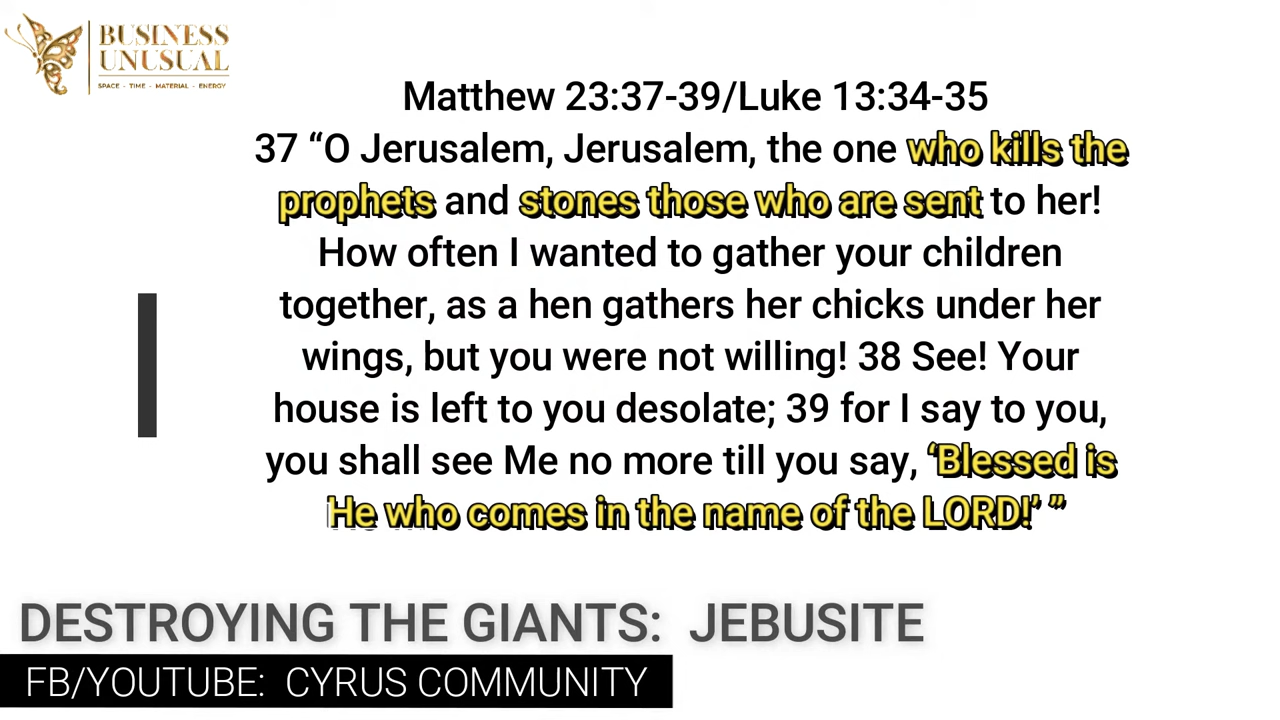 BUSINESS
UNUSUAL
SPACE - TIME - MATERIAL - ENERGY
Matthew 23:37-39/Luke 13:34-35
37 “O Jerusalem, Jerusalem, the one who kills the
prophets and stones those who are sent to her!
How often I wanted to gather your children
together, as a hen gathers her chicks under her
wings, but you were not willing! 38 See! Your
house is left to you desolate; 39 for I say to you,
you shall see Me no more till you say, ‘Blessed is
He who comes in the name of the LORD!’ ”
I
DESTROYING THE GIANTS: JEBUSITE
FB/YOUTUBE: CYRUS COMMUNITY